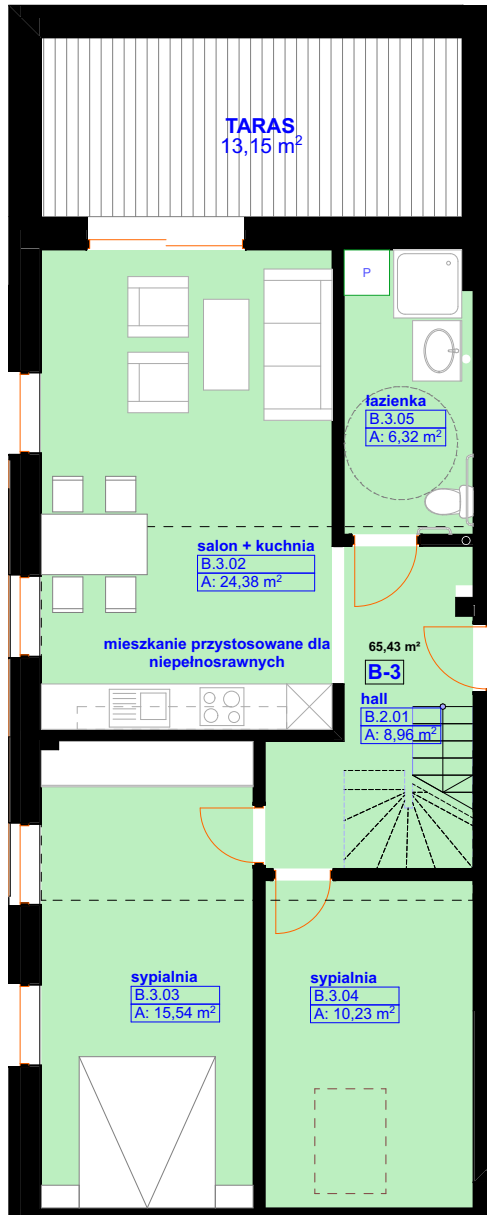 TARAS
13,15 m²
P
łazienka
B.3.05
A: 6,32 m²
salon + kuchnia
B.3.02
A: 24,38 m²
mieszkanie przystosowane dla
niepełnosrawnych
65,43 m²
B-3
hall
B.2.01
A: 8,96 m²
sypialnia
B.3.03
A: 15,54 m²
sypialnia
B.3.04
A: 10,23 m²